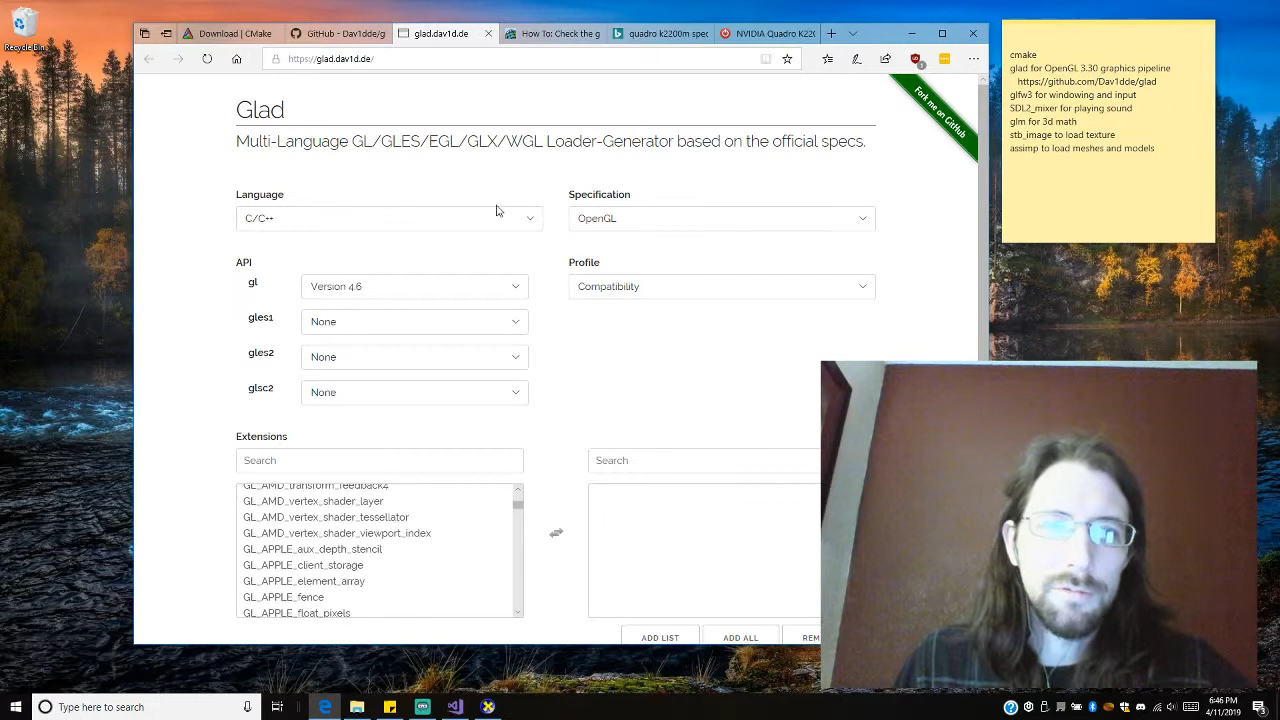 Recycle Bin
Download | CMake
GitHub - Dav1dde/g
glad.dav1d.de
How To: Check the g
quadro k2200m spec
NVIDIA Quadro K220
https://glad.dav1d.de/
Fork me on GitHub
Glad
Multi-Language GL/GLES/EGL/GLX/WGL Loader-Generator based on the official specs.
Language
Specification
C/C++
OpenGL
API
Profile
gl
Version 4.6
Compatibility
gles1
None
gles2
None
glsc2
None
Extensions
Search
Search
GL_AMD_transform_feedback4
GL_AMD_vertex_shader_layer
GL_AMD_vertex_shader_tessellator
GL_AMD_vertex_shader_viewport_index
GL_APPLE_aux_depth_stencil
GL_APPLE_client_storage
GL_APPLE_element_array
GL_APPLE_fence
GL_APPLE_float_pixels
ADD LIST
ADD ALL
REM
cmake
glad for OpenGL 3.30 graphics pipeline
https://github.com/Dav1dde/glad
glfw3 for windowing and input
SDL2_mixer for playing sound
glm for 3d math
stb_image to load texture
assimp to load meshes and models
Type here to search
6:46 PM
4/11/2019